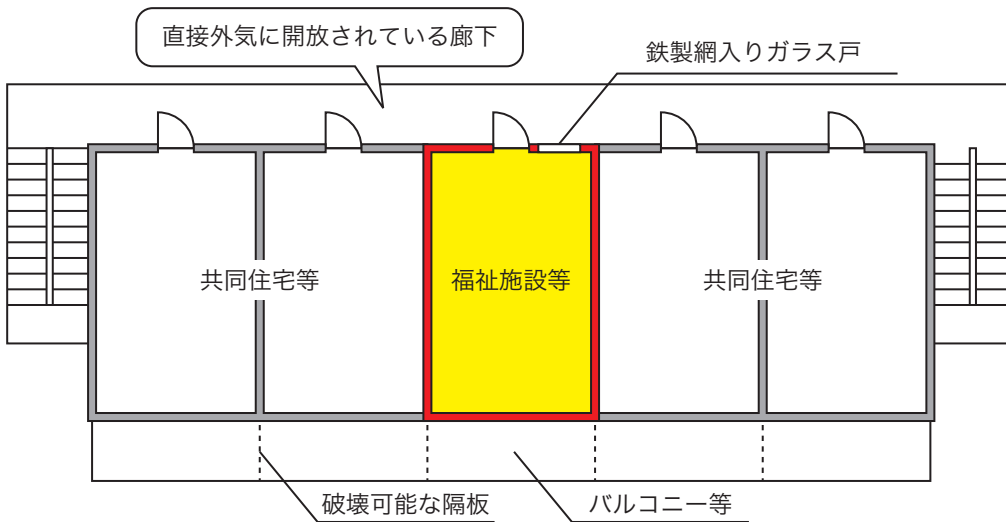 直接外気に開放されている廊下
鉄製網入りガラス戸
共同住宅等
福祉施設等
共同住宅等
破壊可能な隔板
バルコニー等